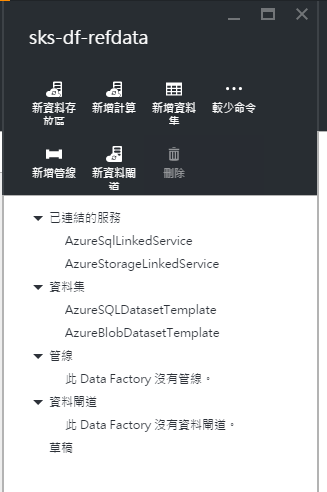 sks-df-refdata
新資料存放區
新增計算
新增資料集
較少命令
新增管線
新資料閘道
刪除
已連結的服務
AzureSqlLinkedService
AzureStorageLinkedService
資料集
AzureSQLDatasetTemplate
AzureBlobDatasetTemplate
管線
此 Data Factory 沒有管線。
資料閘道
此 Data Factory 沒有資料閘道。
草稿